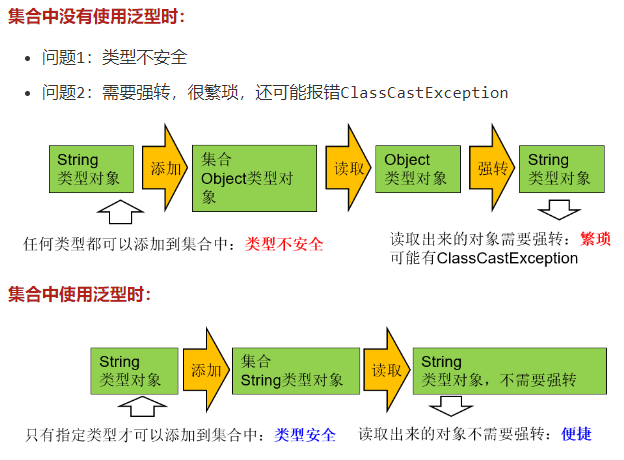 集合中没有使用泛型时：
问题1：类型不安全
问题2：需要强转，很繁琐，还可能报错ClassCastException
String
类型对象
添加
集合
Object类型对
象
读取
Object
类型对象
强转
String
类型对象
任何类型都可以添加到集合中：类型不安全
读取出来的对象需要强转：繁琐
可能有ClassCastException
集合中使用泛型时：
String
类型对象
添加
集合
String类型对象
读取
String
类型对象，不需要强转
只有指定类型才可以添加到集合中：类型安全
读取出来的对象不需要强转：便捷